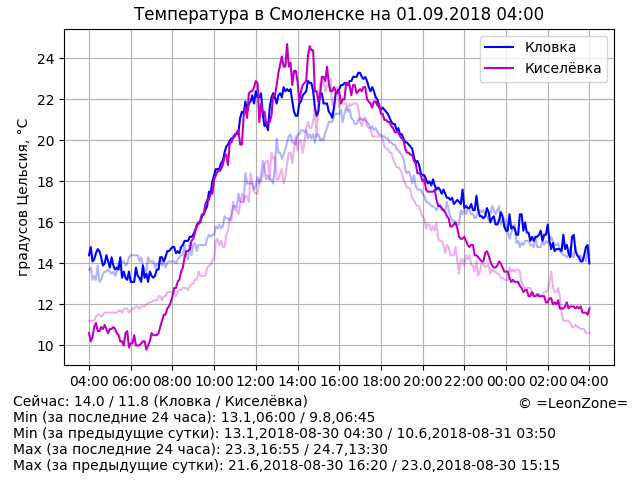 Температура в Смоленске на 01.09.2018 04:00
Кловка
Киселёвка
градусов Цельсия, °C
24
22
20
18
16
14
12
10
04:00 06:00 08:00 10:00 12:00 14:00 16:00 18:00 20:00 22:00 00:00 02:00 04:00
Сейчас: 14.0 / 11.8 (Кловка / Киселёвка)
© =LeonZone=
Min (за последние 24 часа): 13.1,06:00 / 9.8,06:45
Min (за предыдущие сутки): 13.1,2018-08-30 04:30 / 10.6,2018-08-31 03:50
Max (за последние 24 часа): 23.3,16:55 / 24.7,13:30
Max (за предыдущие сутки): 21.6,2018-08-30 16:20 / 23.0,2018-08-30 15:15